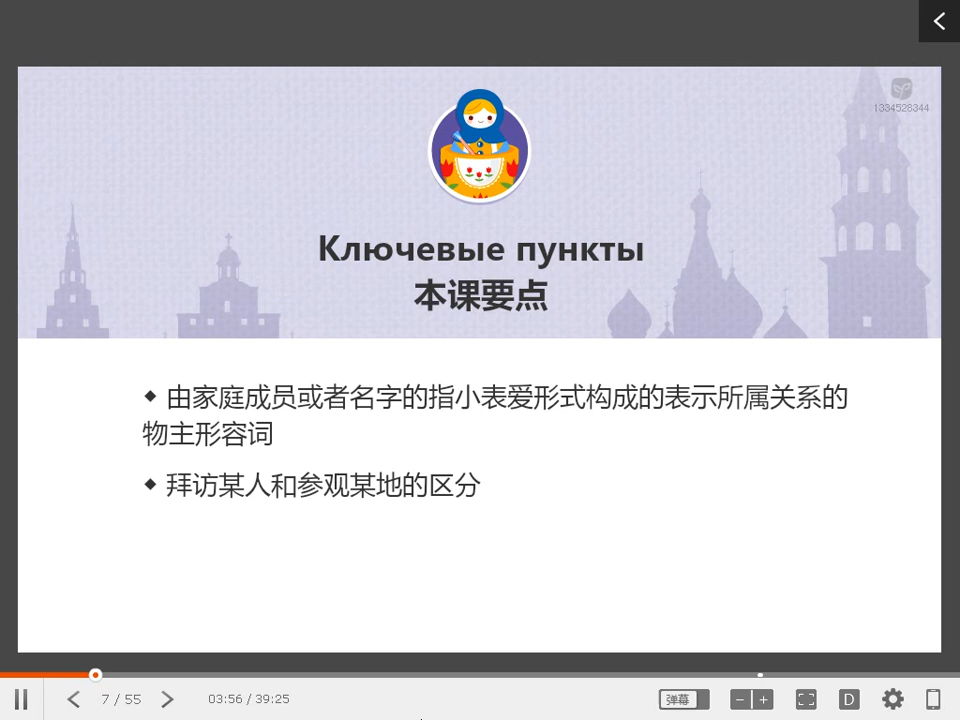 1334528344
Ключевые пункты
本课要点
◆ 由家庭成员或者名字的指小表爱形式构成的表示所属关系的
物主形容词
◆ 拜访某人和参观某地的区分
7 / 55
03:56 / 39:25
弹幕
D